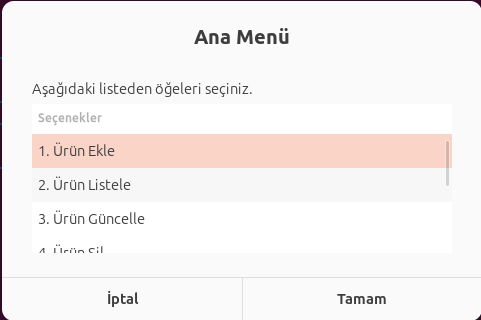 Ana Menü
Aşağıdaki listeden öğeleri seçiniz.
Seçenekler
1. Ürün Ekle
2. Ürün Listele
3. Ürün Güncelle
4. Ürün Sil
İptal
Tamam